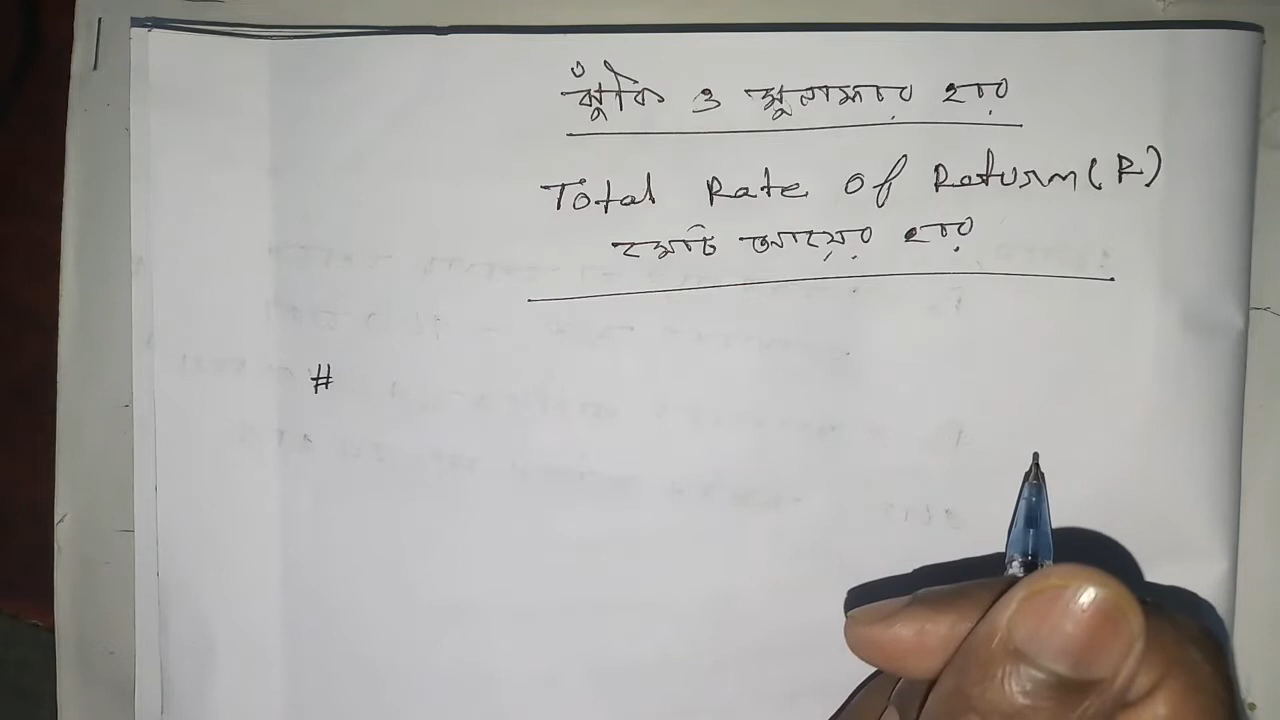 ঝুঁকি ও মুনাফার হার
Total Rate of Return (R)
মোট আয়ের হার
#